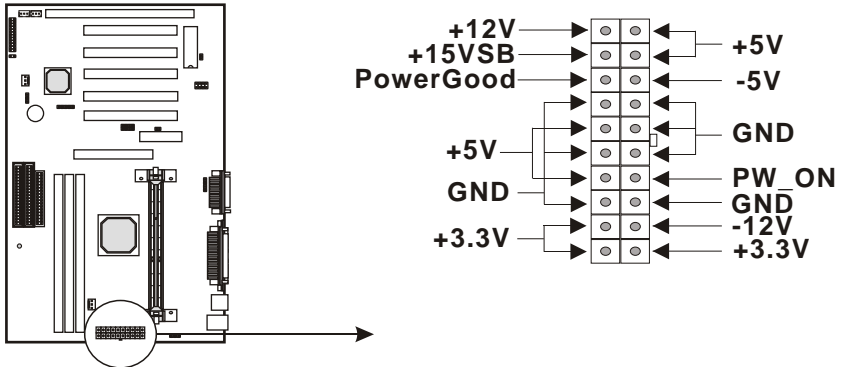 +12V
+15VSB
PowerGood
+5V
GND
+3.3V
+5V
-5V
GND
PW_ON
GND
-12V
+3.3V